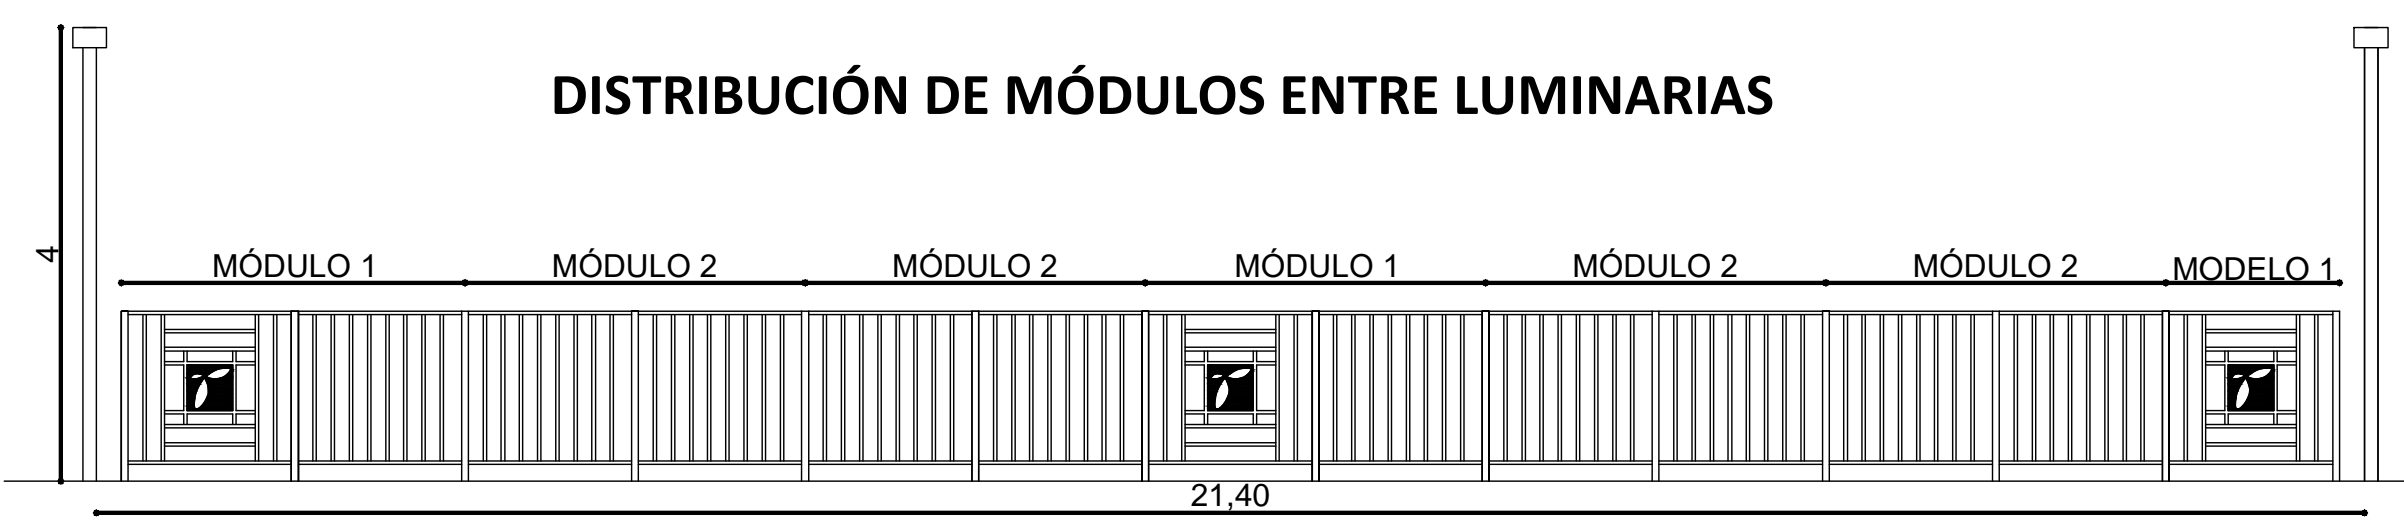 DISTRIBUCIÓN DE MÓDULOS ENTRE LUMINARIAS
4
MÓDULO 1 MÓDULO 2 MÓDULO 2 MÓDULO 1 MÓDULO 2 MÓDULO 2 MODELO 1
21,40